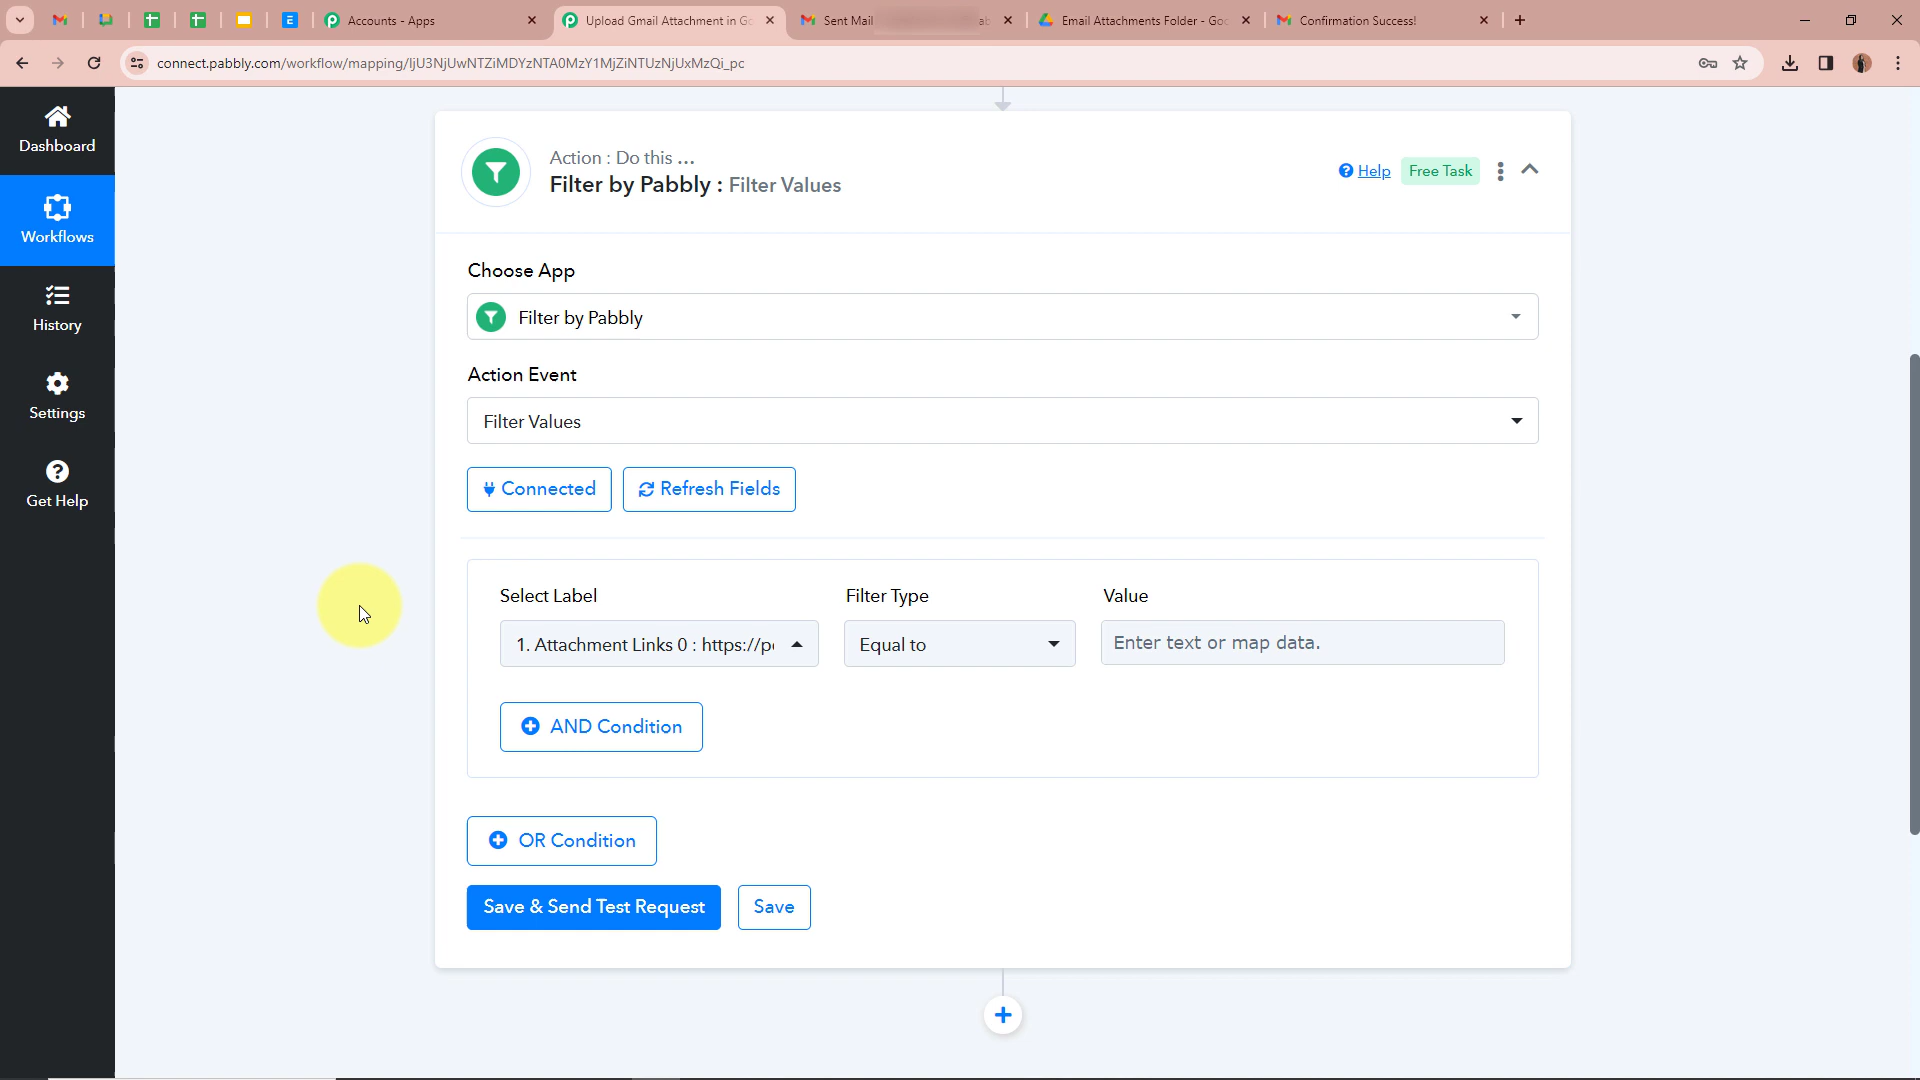 Accounts - Apps
Upload Gmail Attachment in Go
Sent Mail
ab
Email Attachments Folder - Goo
Confirmation Success!
connect.pabbly.com/workflow/mapping/IjU3NjUwNTZiMDYzNTA0MzY1MjZiNTUzNjUxMzQi_pc
Dashboard
Workflows
History
Settings
Get Help
Action : Do this ...
Filter by Pabbly : Filter Values
Help
Free Task
Choose App
Filter by Pabbly
Action Event
Filter Values
Connected
Refresh Fields
Select Label
Filter Type
Value
1. Attachment Links 0 : https://p
Equal to
Enter text or map data.
AND Condition
OR Condition
Save & Send Test Request
Save